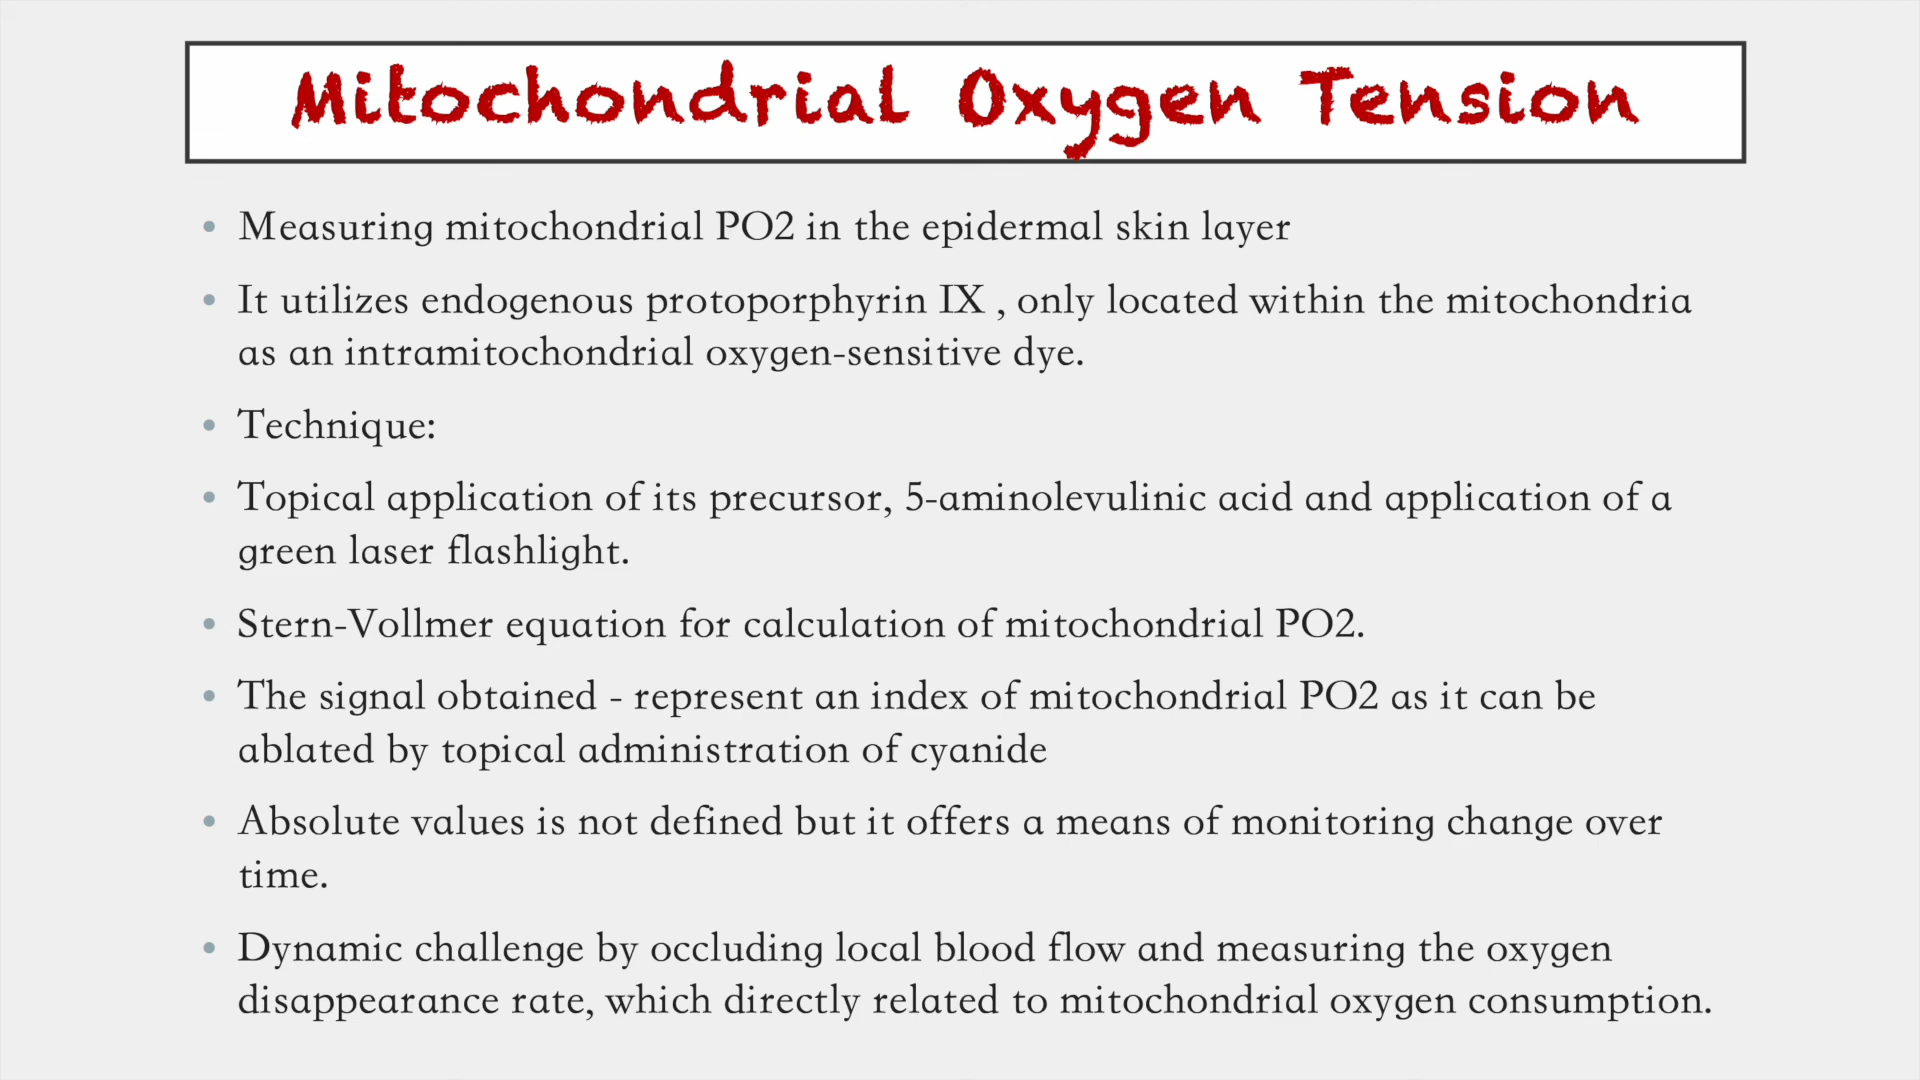 Mitochondrial Oxygen Tension
• Measuring mitochondrial PO2 in the epidermal skin layer
• It utilizes endogenous protoporphyrin IX , only located within the mitochondria
as an intramitochondrial oxygen-sensitive dye.
• Technique:
• Topical application of its precursor, 5-aminolevulinic acid and application of a
green laser flashlight.
• Stern-Vollmer equation for calculation of mitochondrial PO2.
• The signal obtained - represent an index of mitochondrial PO2 as it can be
ablated by topical administration of cyanide
• Absolute values is not defined but it offers a means of monitoring change over
time.
• Dynamic challenge by occluding local blood flow and measuring the oxygen
disappearance rate, which directly related to mitochondrial oxygen consumption.